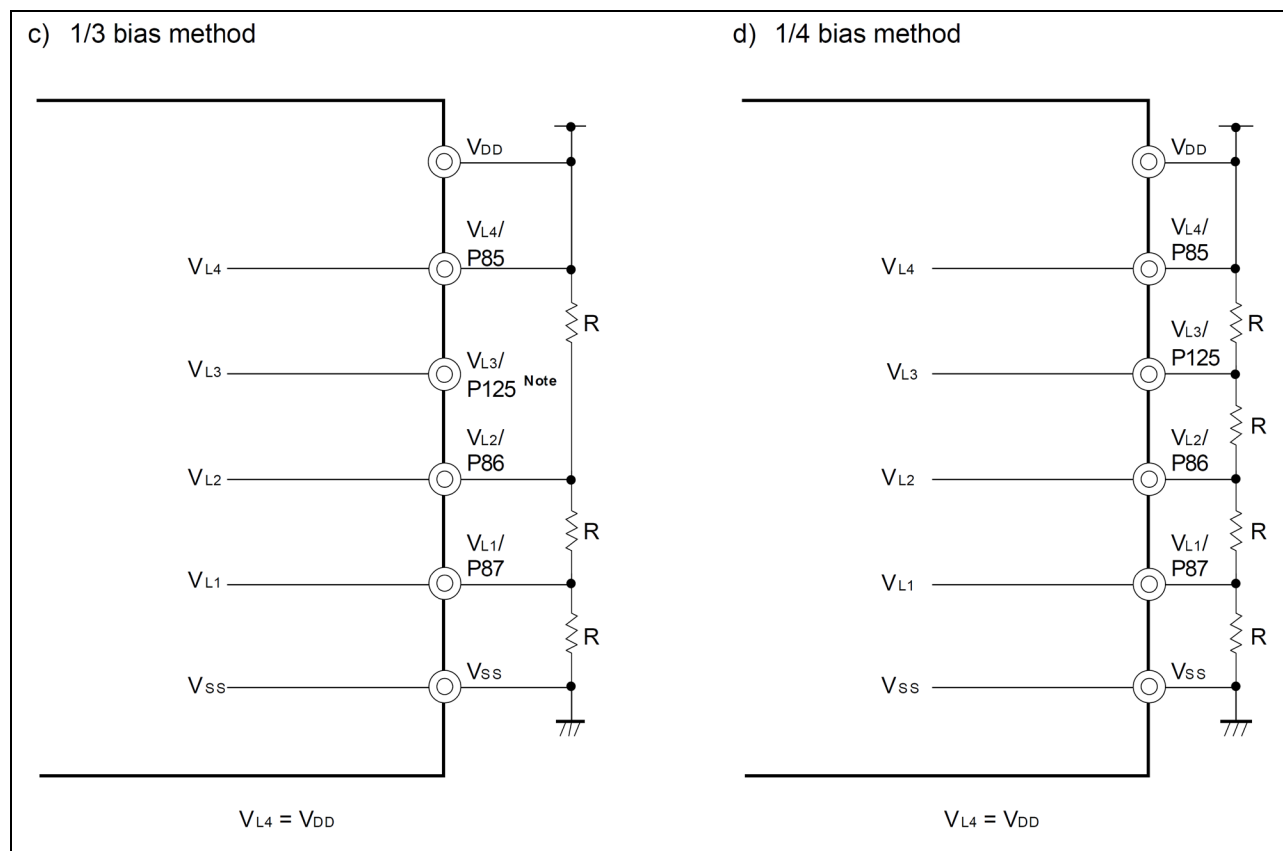 c) 1/3 bias method
VDD
VL4/
P85
VL4
R
VL3/
P125 Note
VL3
VL2/
P86
VL2
R
VL1/
P87
VL1
R
VSS
VSS
VL4 = VDD
d) 1/4 bias method
VDD
VL4/
P85
VL4
R
VL3/
P125
VL3
R
VL2/
P86
VL2
R
VL1/
P87
VL1
R
VSS
VSS
VL4 = VDD